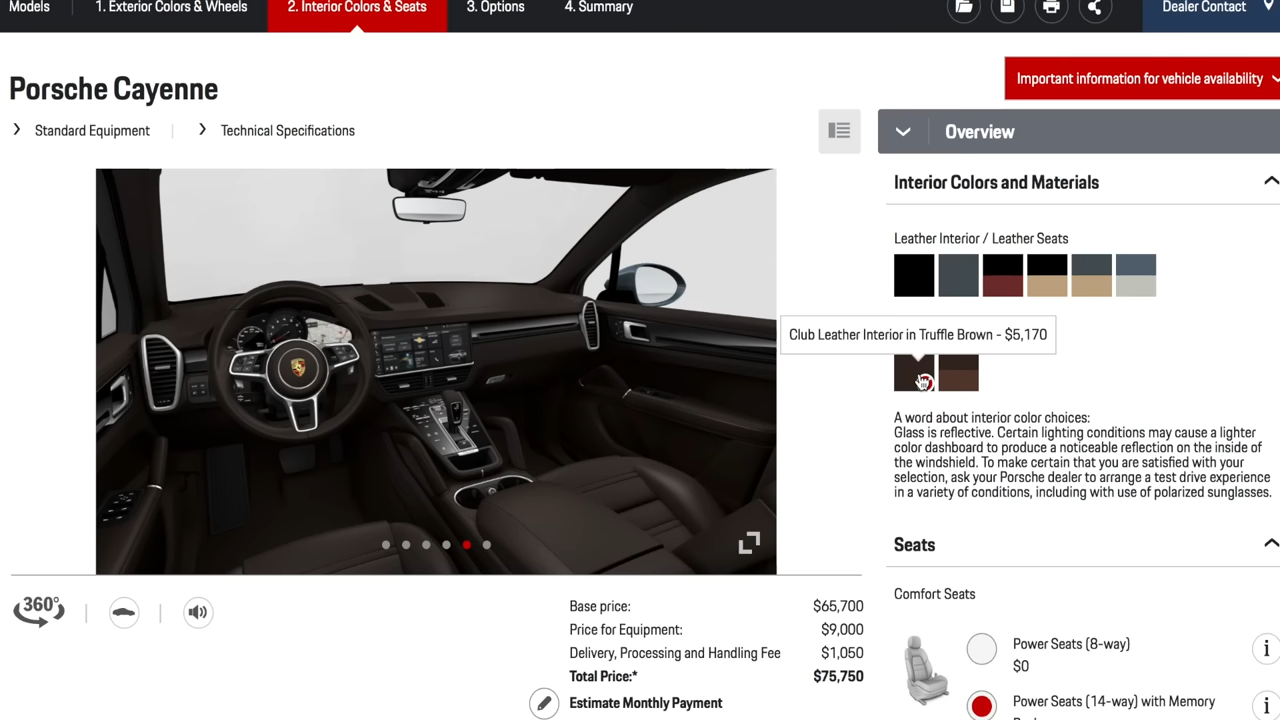 Models
1. Exterior Colors & Wheels
2. Interior Colors & Seats
3. Options
4. Summary
Dealer Contact
Porsche Cayenne
Important information for vehicle availability
Standard Equipment
Technical Specifications
Overview
Interior Colors and Materials
Leather Interior / Leather Seats
Club Leather Interior in Truffle Brown - $5,170
A word about interior color choices:
Glass is reflective. Certain lighting conditions may cause a lighter
color dashboard to produce a noticeable reflection on the inside of
the windshield. To make certain that you are satisfied with your
selection, ask your Porsche dealer to arrange a test drive experience
in a variety of conditions, including with use of polarized sunglasses.
Seats
Comfort Seats
Power Seats (8-way)
$0
Power Seats (14-way) with Memory
360°
Base price: $65,700
Price for Equipment: $9,000
Delivery, Processing and Handling Fee $1,050
Total Price:* $75,750
Estimate Monthly Payment